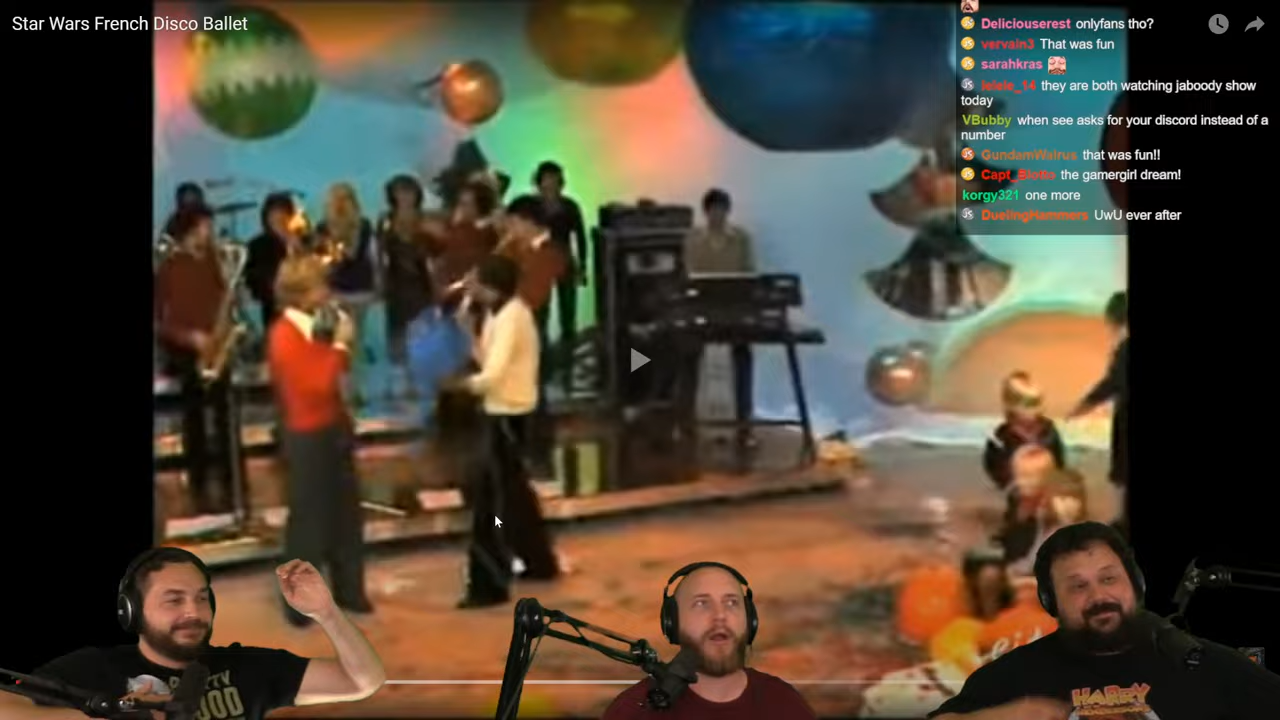 Star Wars French Disco Ballet
Deliciouserest onlyfans tho?
vervain3 That was fun
sarahkras
they are both watching jaboody show
today
VBubby when see asks for your discord instead of a
number
GundamWalrus that was fun!!
the gamergirl dream!
korgy321 one more
DuelingHammers UwU ever after
HARRY